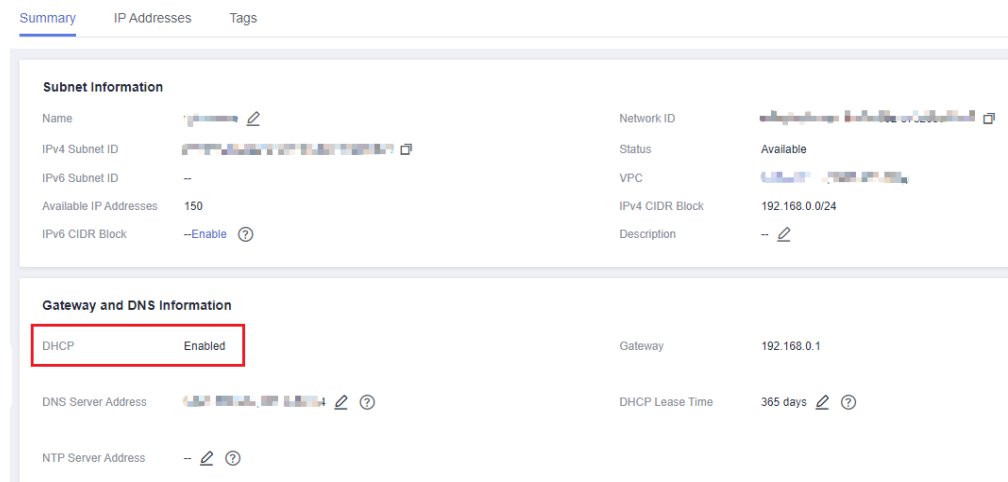 Summary IP Addresses Tags
Subnet Information
Name
Network ID
IPv4 Subnet ID
Status Available
IPv6 Subnet ID --
VPC
Available IP Addresses 150
IPv4 CIDR Block 192.168.0.0/24
IPv6 CIDR Block --Enable ?
Description --
Gateway and DNS Information
DHCP Enabled
Gateway 192.168.0.1
DNS Server Address ?
DHCP Lease Time 365 days ?
NTP Server Address -- ?